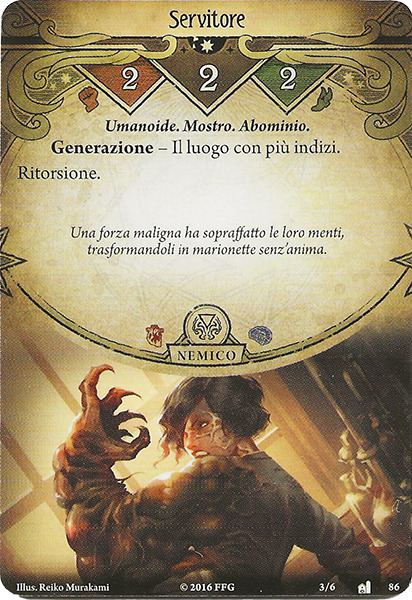 Servitore
2 2 2
Umanoide. Mostro. Abominio.
Generazione – Il luogo con più indizi.
Ritorsione.
Una forza maligna ha sopraffatto le loro menti,
trasformandoli in marionette senz'anima.
NEMICO
Illus. Reiko Murakami © 2016 FFG 3/6 86